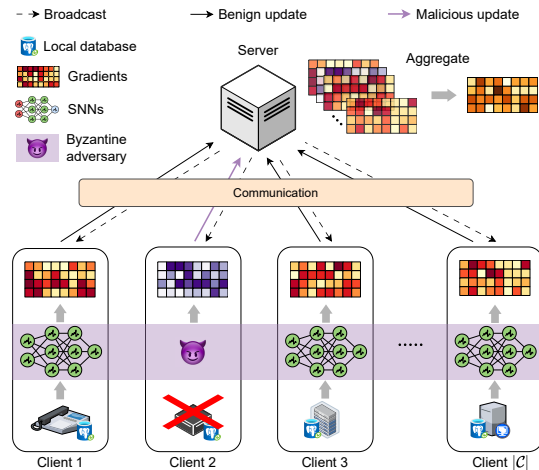 Broadcast
Benign update
Malicious update
Local database
Gradients
SNNs
Byzantine
adversary
Server
Aggregate
Communication
.....
Client 1
Client 2
Client 3
Client |𝒞|